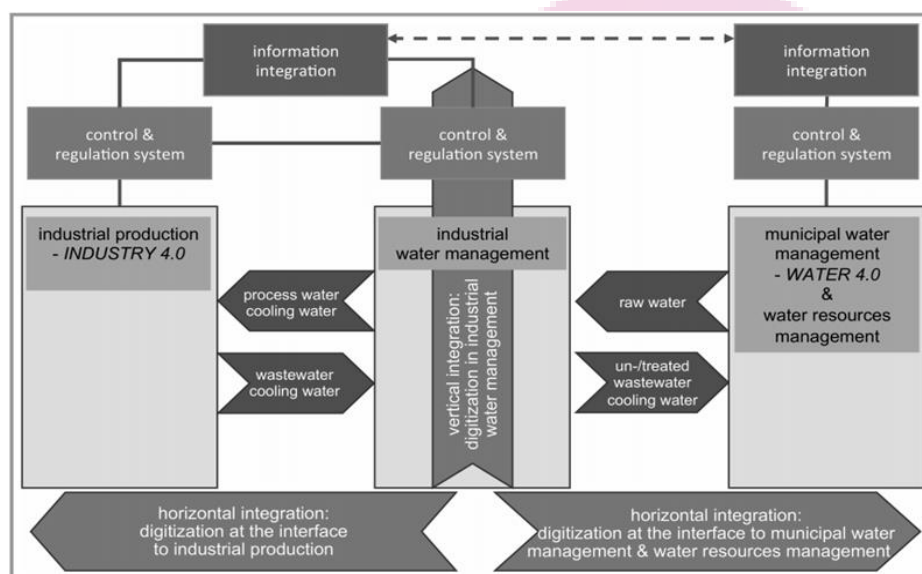 information
integration
information
integration
control &
regulation system
control &
regulation system
control &
regulation system
industrial production
- INDUSTRY 4.0
industrial
water management
municipal water
management
- WATER 4.0
&
water resources
management
process water
cooling water
raw water
wastewater
cooling water
un-/treated
wastewater
cooling water
vertical integration:
digitization in industrial
water management
horizontal integration:
digitization at the interface
to industrial production
horizontal integration:
digitization at the interface to municipal water
management & water resources management